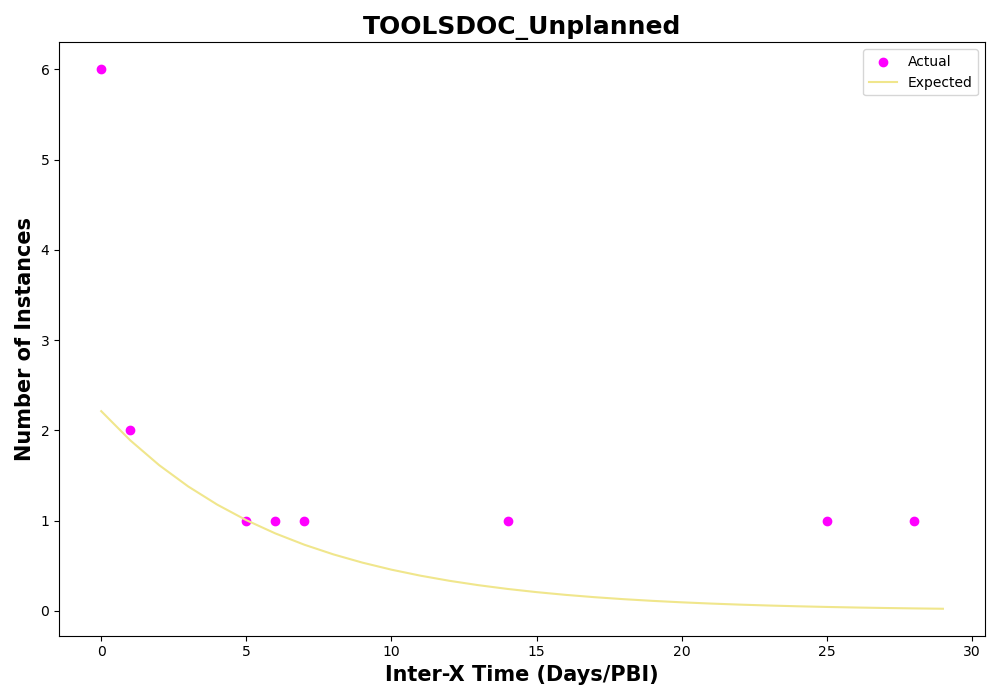 TOOLSDOC_Unplanned
Actual
Expected
Number of Instances
6
5
4
3
2
1
0
0 5 10 15 20 25 30
Inter-X Time (Days/PBI)